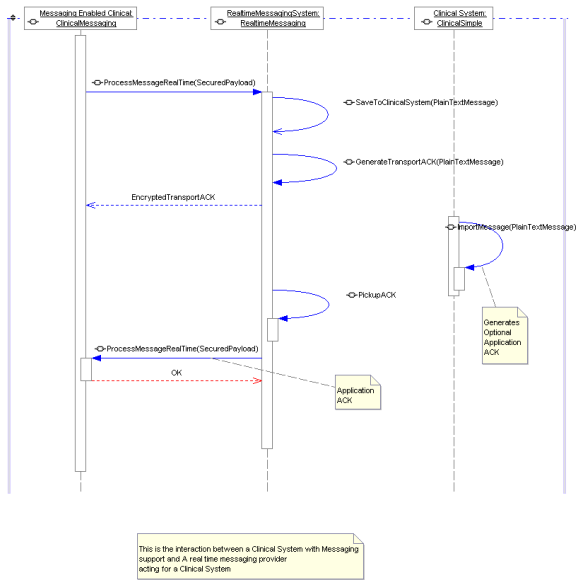 Messaging Enabled Clinical:
ClinicalMessaging
RealtimeMessagingSystem:
RealtimeMessaging
Clinical System:
ClinicalSimple
ProcessMessageRealTime(SecuredPayload)
SaveToClinicalSystem(PlainTextMessage)
GenerateTransportACK(PlainTextMessage)
EncryptedTransportACK
ImportMessage(PlainTextMessage)
PickupACK
Generates
Optional
Application
ACK
ProcessMessageRealTime(SecuredPayload)
OK
Application
ACK
This is the interaction between a Clinical System with Messaging
support and A real time messaging provider
acting for a Clinical System